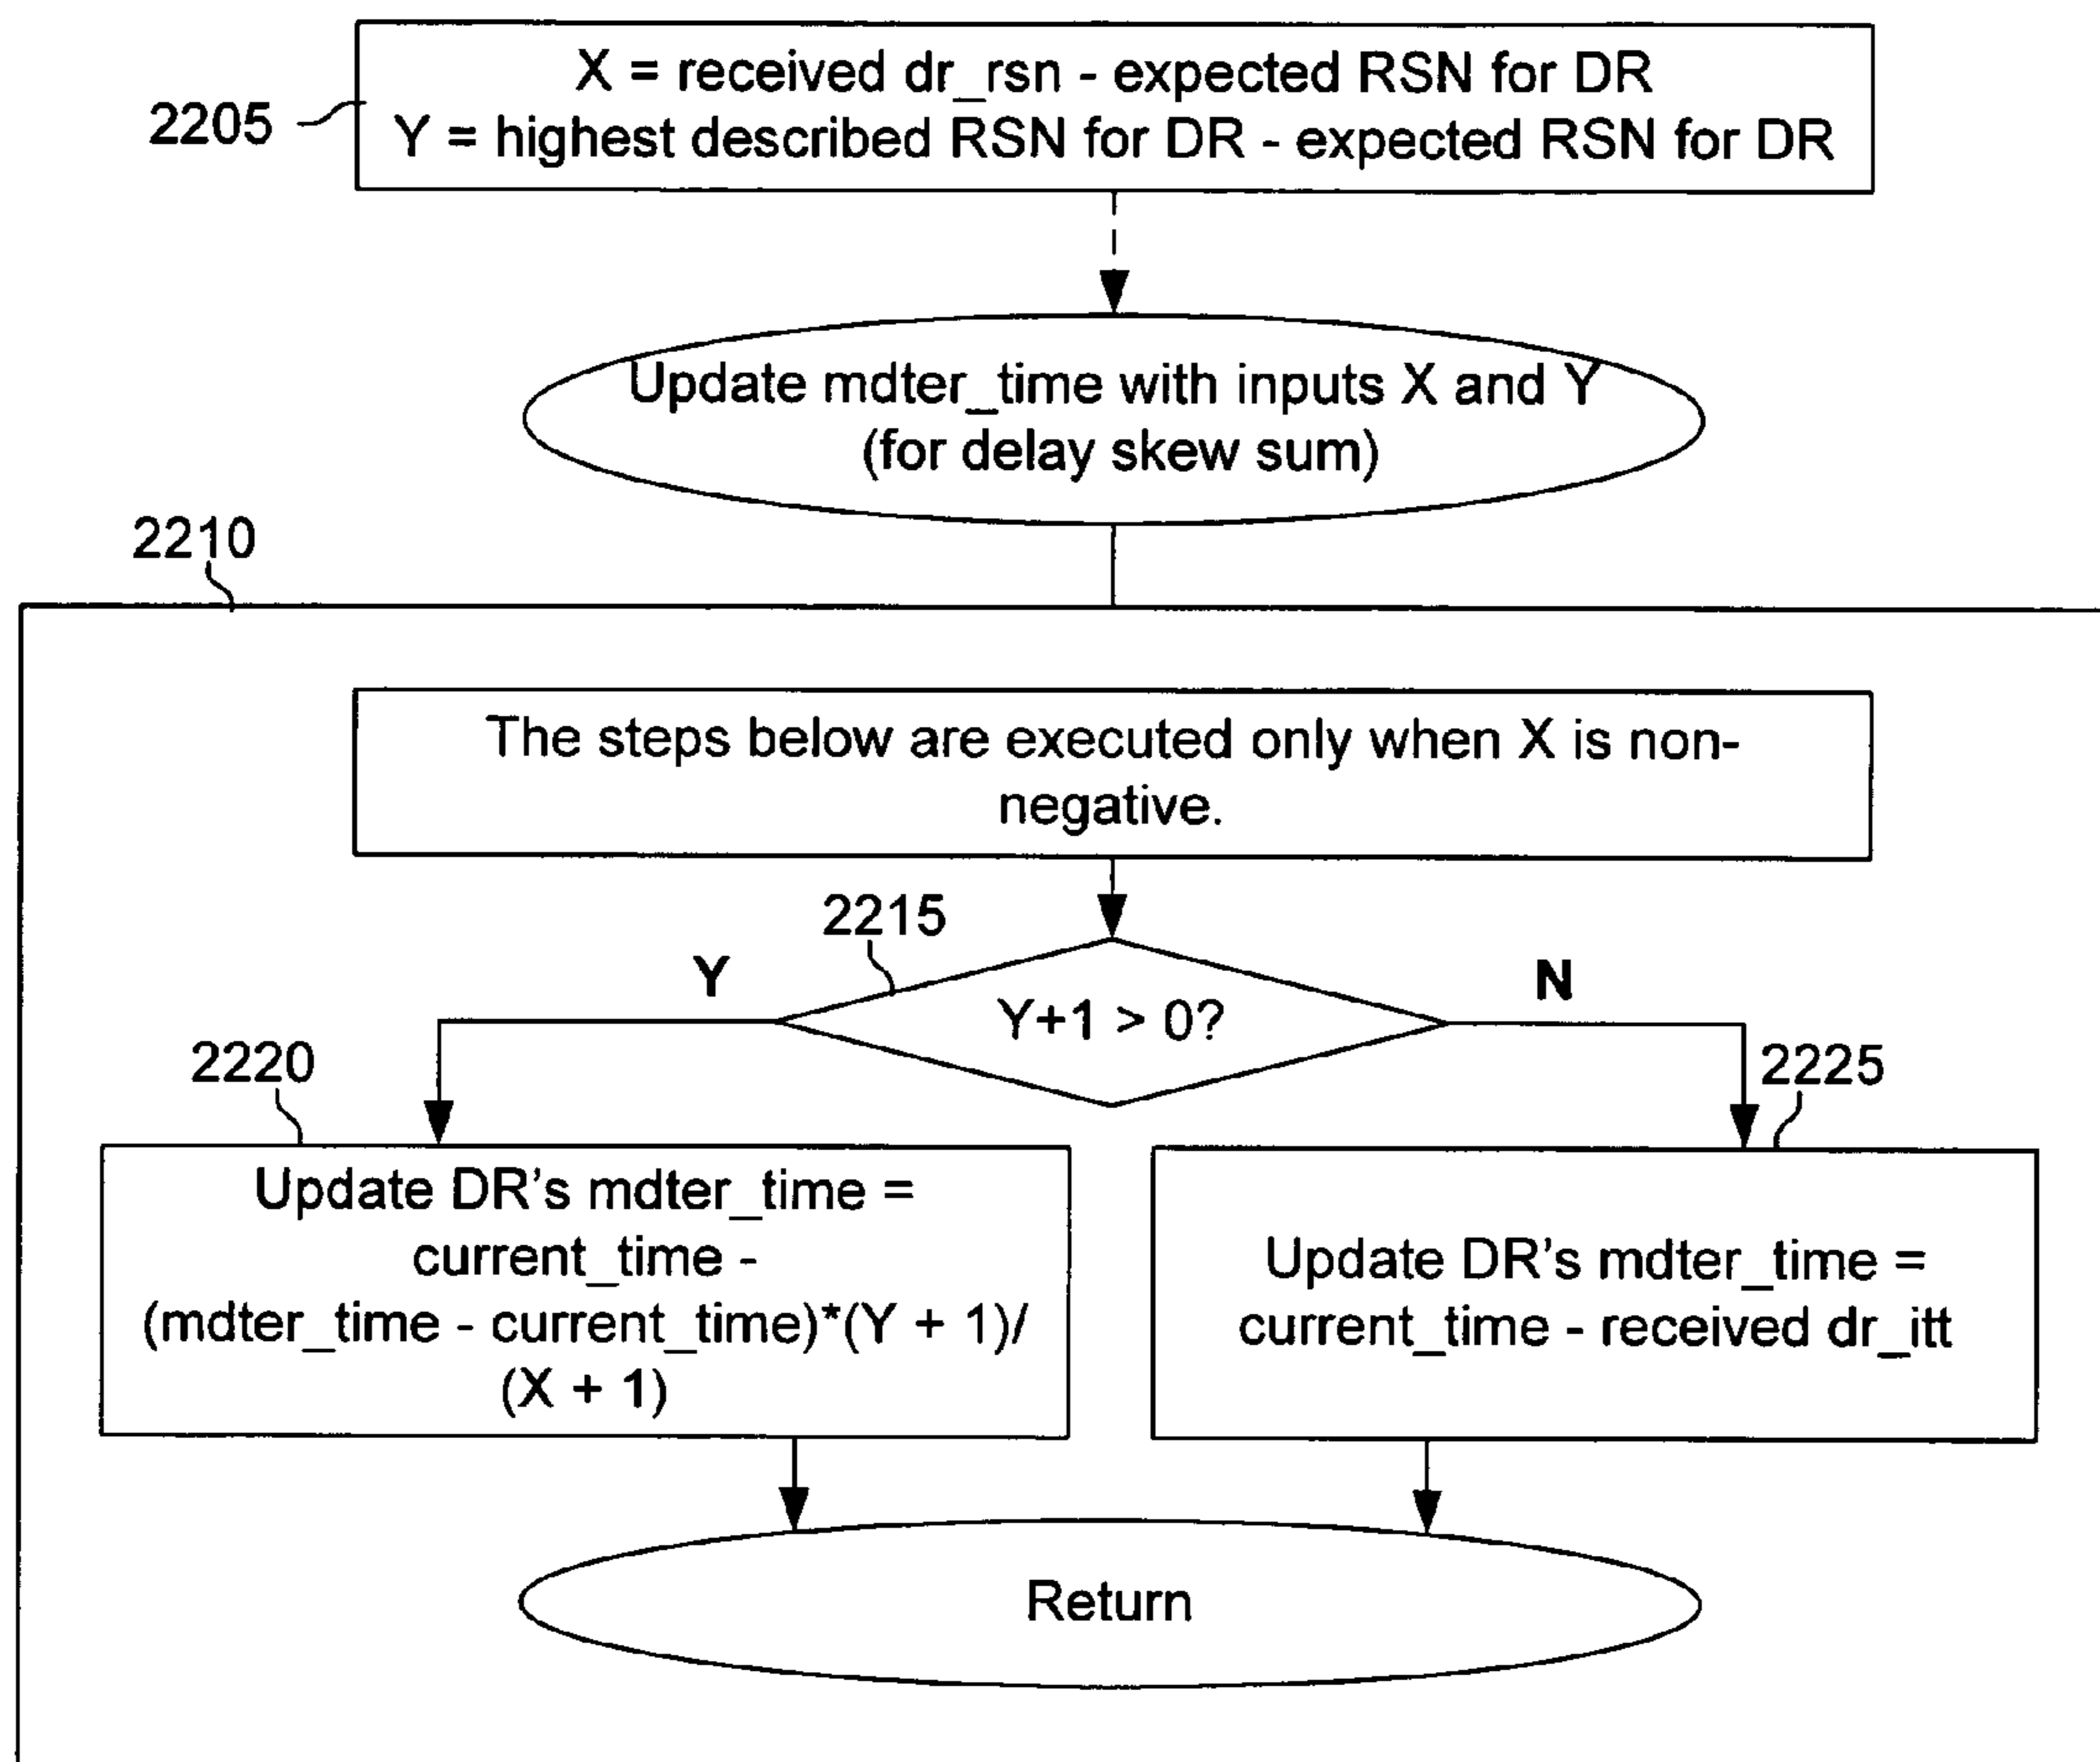 X = received dr_rsn - expected RSN for DR
2205
Y = highest described RSN for DR - expected RSN for DR
Update mdter_time with inputs X and Y
(for delay skew sum)
2210
The steps below are executed only when X is non-
negative.
2215
Y
N
Y+1 > 0?
2220
2225
Update DR's mdter_time =
current_time -
(mdter_time - current_time)*(Y + 1)/
(X + 1)
Update DR's mdter_time =
current_time - received dr_itt
Return